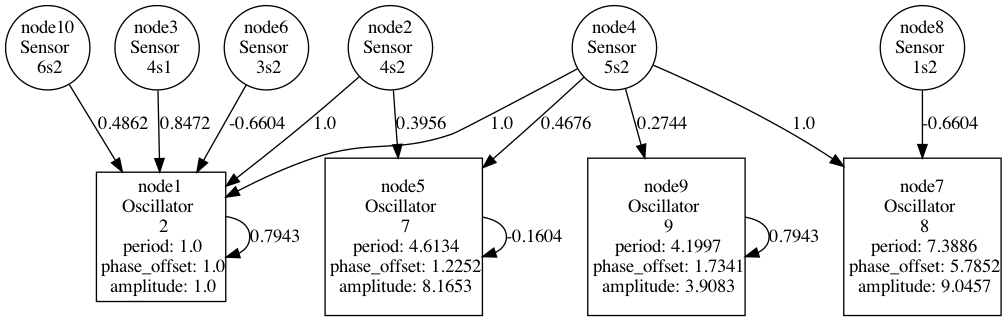 node10
Sensor
6s2
node3
Sensor
4s1
node6
Sensor
3s2
node2
Sensor
4s2
node4
Sensor
5s2
node8
Sensor
1s2
0.4862
0.8472
-0.6604
1.0
0.3956
1.0
0.4676
0.2744
1.0
-0.6604
node1
Oscillator
2
period: 1.0
phase_offset: 1.0
amplitude: 1.0
0.7943
node5
Oscillator
7
period: 4.6134
phase_offset: 1.2252
amplitude: 8.1653
-0.1604
node9
Oscillator
9
period: 4.1997
phase_offset: 1.7341
amplitude: 3.9083
0.7943
node7
Oscillator
8
period: 7.3886
phase_offset: 5.7852
amplitude: 9.0457